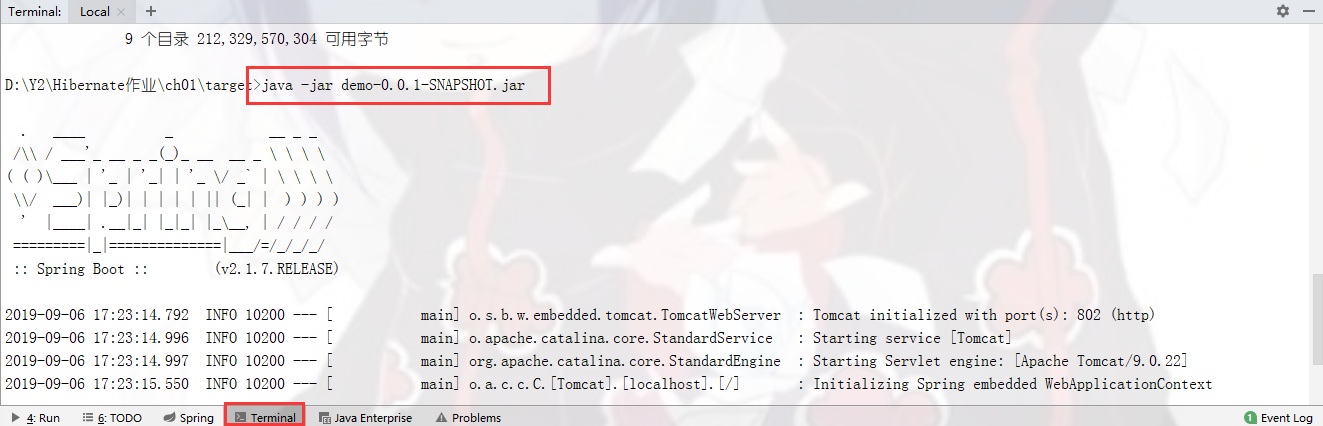 Terminal: Local × +
9 个目录 212,329,570,304 可用字节
D:\Y2\Hibernate作业\ch01\target>java -jar demo-0.0.1-SNAPSHOT.jar
  .   ____          _            __ _ _
 /\\ / ___'_ __ _ _(_)_ __  __ _ \ \ \ \
( ( )\___ | '_ | '_| | '_ \/ _` | \ \ \ \
 \\/  ___)| |_)| | | | | || (_| |  ) ) ) )
  '  |____| .__|_| |_|_| |_\__, | / / / /
 =========|_|==============|___/=/_/_/_/
 :: Spring Boot ::        (v2.1.7.RELEASE)
2019-09-06 17:23:14.792  INFO 10200 --- [           main] o.s.b.w.embedded.tomcat.TomcatWebServer  : Tomcat initialized with port(s): 802 (http)
2019-09-06 17:23:14.996  INFO 10200 --- [           main] o.apache.catalina.core.StandardService   : Starting service [Tomcat]
2019-09-06 17:23:14.997  INFO 10200 --- [           main] org.apache.catalina.core.StandardEngine  : Starting Servlet engine: [Apache Tomcat/9.0.22]
2019-09-06 17:23:15.550  INFO 10200 --- [           main] o.a.c.c.C.[Tomcat].[localhost].[/]       : Initializing Spring embedded WebApplicationContext
4: Run 6: TODO Spring Terminal Java Enterprise Problems 1 Event Log